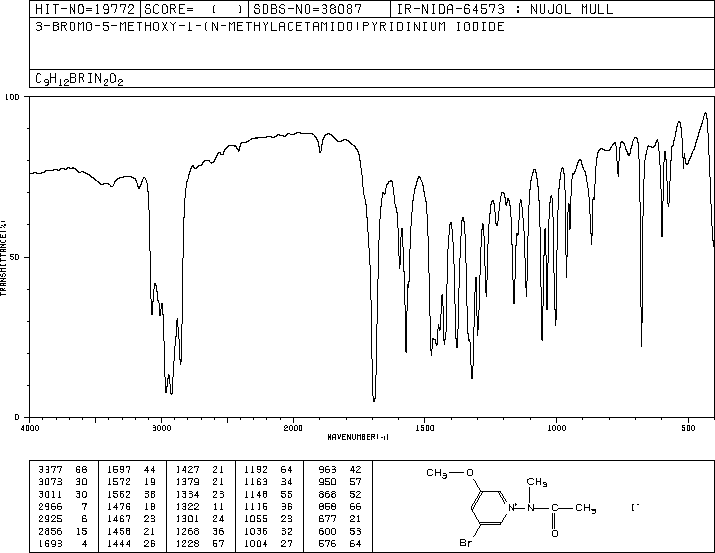 HIT-NO=19772 SCORE= ( ) SDBS-NO=38087 IR-NIDA-64573 : NUJOL MULL
3-BROMO-5-METHOXY-1-(N-METHYLACETAMIDO)PYRIDINIUM IODIDE
C9H12BRIN2O2
100
50
0
TRANSMITTANCE(%)
4000 3000 2000 1500 1000 500
WAVENUMBER(-1)
3377 66 1597 44 1427 21 1192 64 963 42
3073 30 1572 19 1379 21 1163 34 950 57
3011 30 1562 38 1334 23 1148 55 868 52
2966 7 1476 18 1322 11 1116 36 858 66
2925 6 1467 23 1301 24 1055 23 677 21
2856 15 1458 21 1268 36 1036 32 600 53
1693 4 1444 26 1228 57 1004 27 576 64
CH3 O
CH3
N+ N C CH3 I-
O
Br